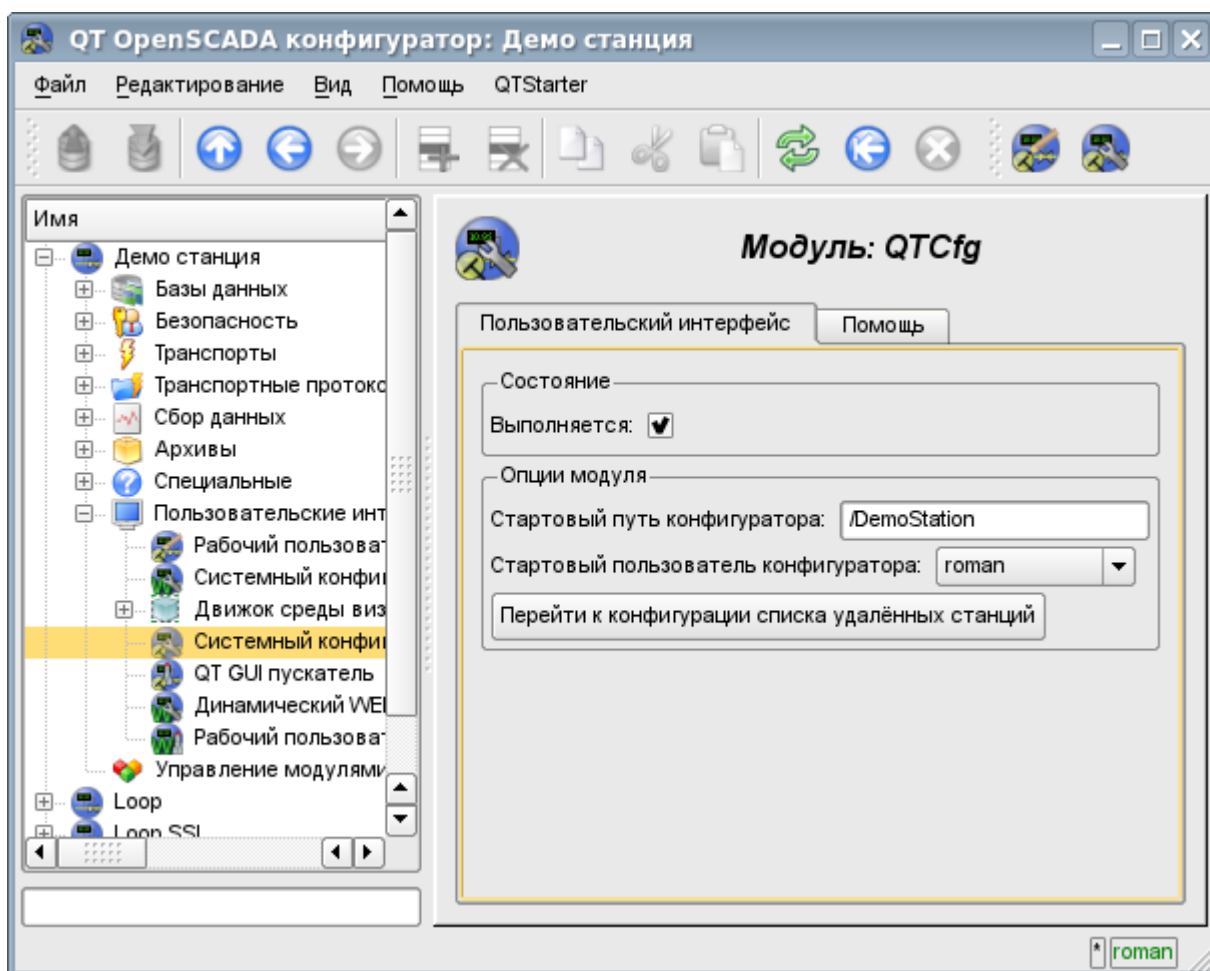 QT OpenSCADA конфигуратор: Демо станция
Файл Редактирование Вид Помощь QTStarter
Имя
Демо станция
Базы данных
Безопасность
Транспорты
Транспортные протоко
Сбор данных
Архивы
Специальные
Пользовательские инт
Рабочий пользоват
Системный конфиг
Движок среды виз
Системный конфиг
QT GUI пускатель
Динамический WEB
Рабочий пользоват
Управление модулями
Loop
Loop SSL
Модуль: QTCfg
Пользовательский интерфейс Помощь
Состояние
Выполняется:
Опции модуля
Стартовый путь конфигуратора: /DemoStation
Стартовый пользователь конфигуратора: roman
Перейти к конфигурации списка удалённых станций
* roman